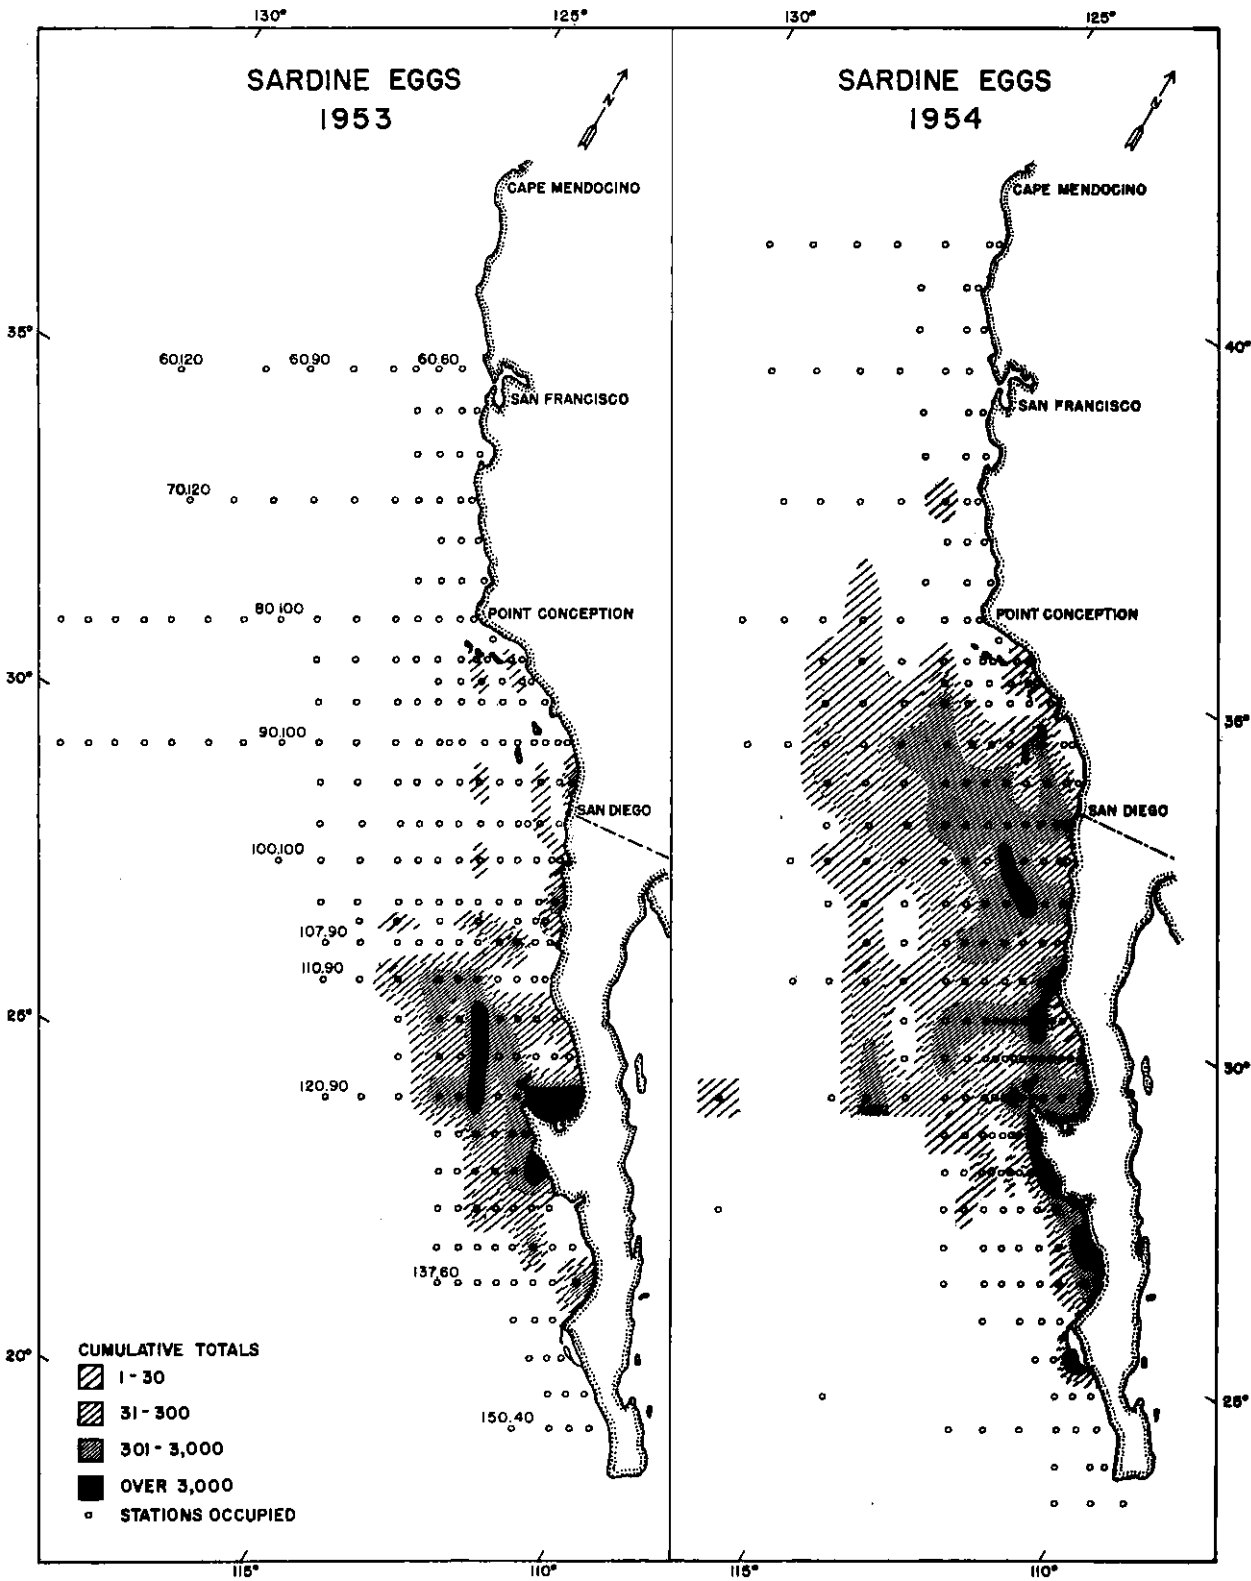 130° 125° 130° 125°
SARDINE EGGS
1953
N
SARDINE EGGS
1954
N
CAPE MENDOCINO
CAPE MENDOCINO
35°
40°
60.120 60.90 60.60
SAN FRANCISCO
SAN FRANCISCO
70.120
80.100
POINT CONCEPTION
POINT CONCEPTION
30°
35°
90.100
SAN DIEGO
SAN DIEGO
100.100
107.90
110.90
25°
30°
120.90
137.60
20°
25°
CUMULATIVE TOTALS
1-30
31-300
301-3,000
OVER 3,000
STATIONS OCCUPIED
150.40
115° 110° 115° 110°